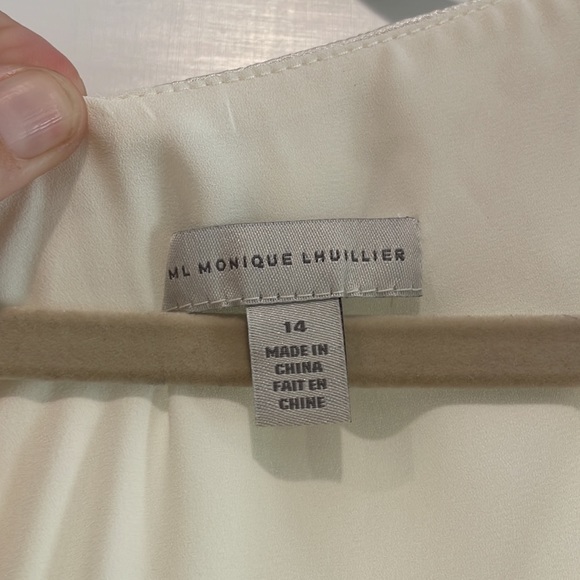 ML MONIQUE LHUILLIER
14
MADE IN
CHINA
FAIT EN
CHINE